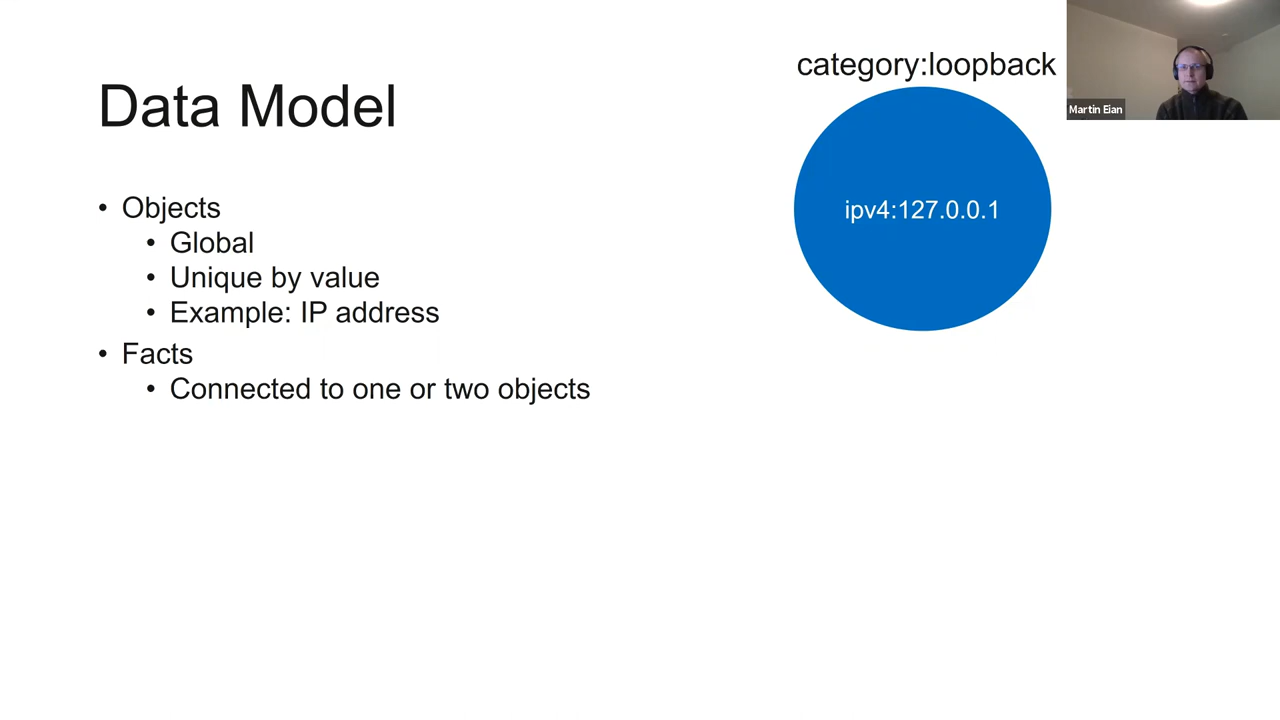 Data Model
• Objects
• Global
• Unique by value
• Example: IP address
• Facts
• Connected to one or two objects
category:loopback
ipv4:127.0.0.1
Martin Eian